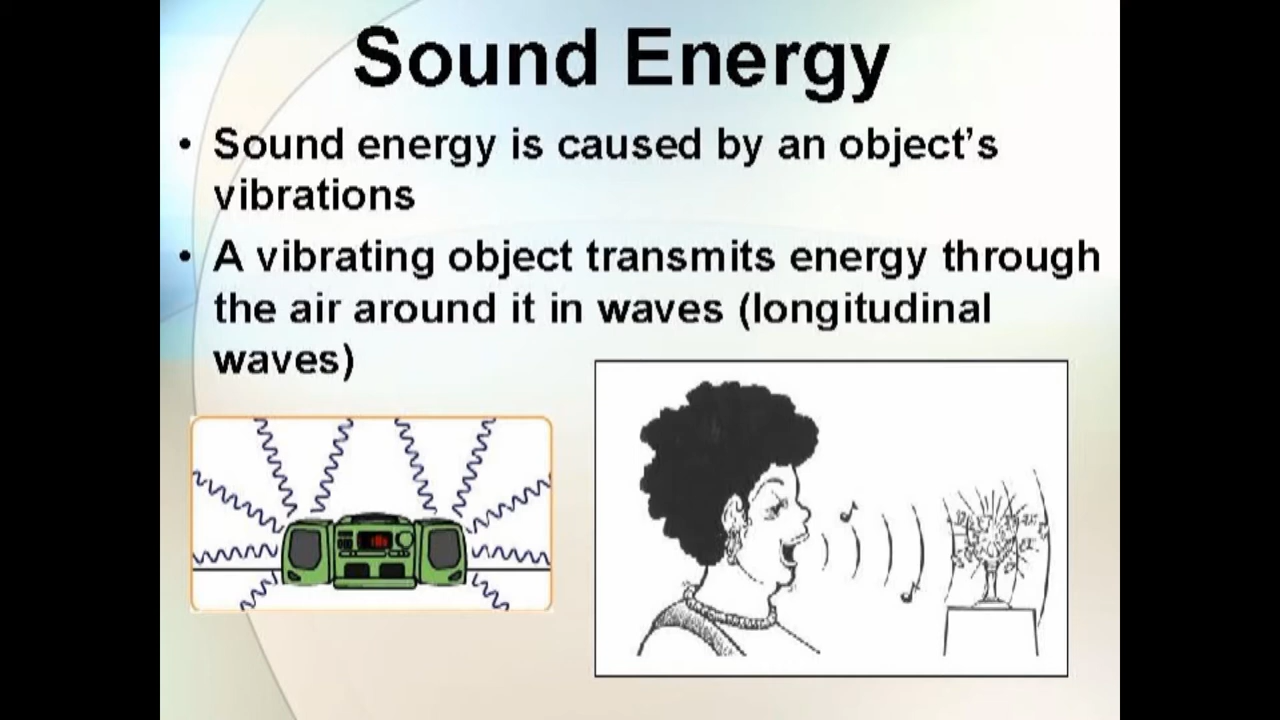 Sound Energy
• Sound energy is caused by an object’s
vibrations
• A vibrating object transmits energy through
the air around it in waves (longitudinal
waves)